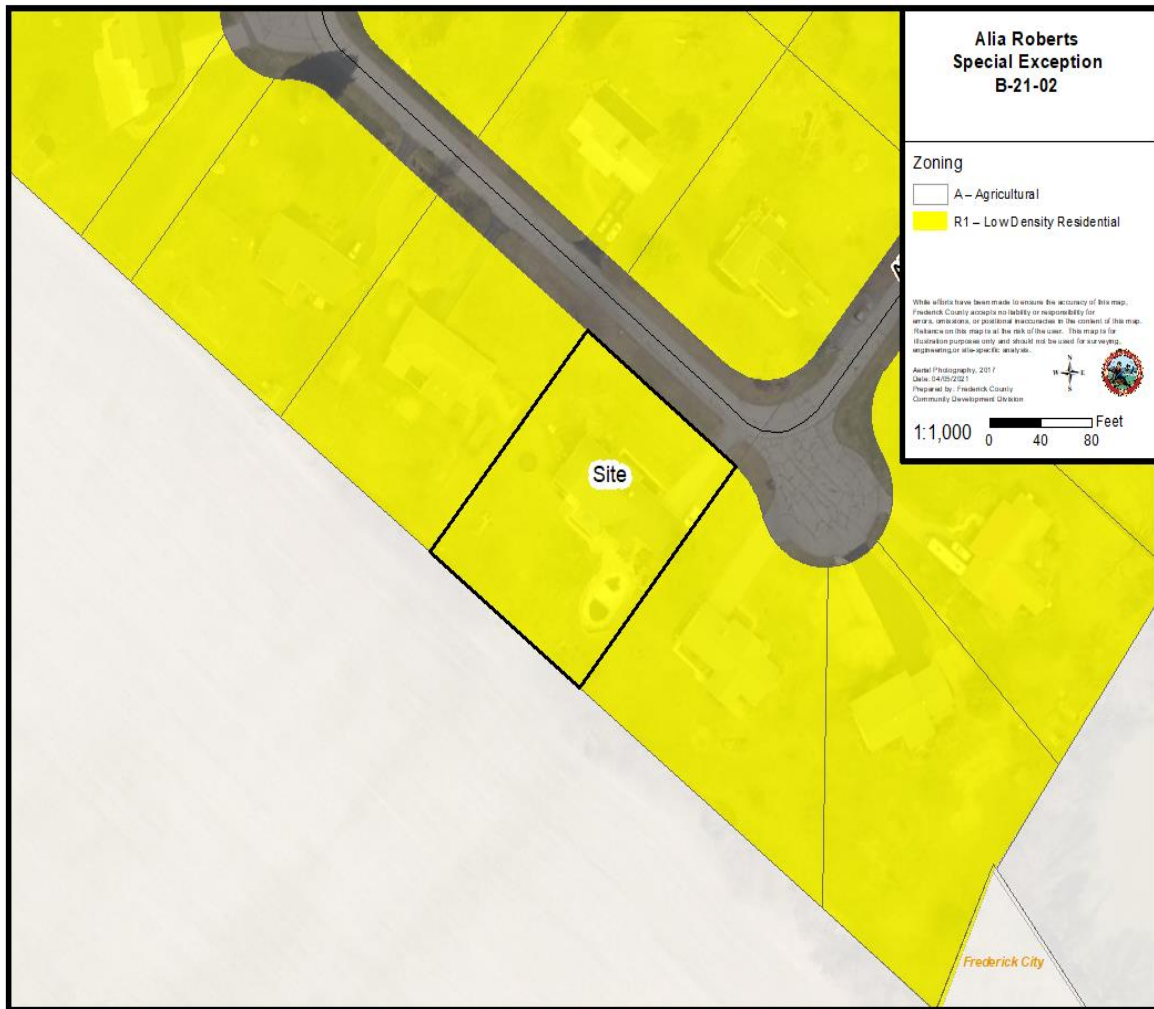 Alia Roberts
Special Exception
B-21-02
Zoning
A – Agricultural
R1 – Low Density Residential
While efforts have been made to ensure the accuracy of this map,
Frederick County accepts no liability or responsibility for
errors, omissions, or positional inaccuracies in the content of this map.
Reliance on this map is at the risk of the user. This map is for
illustration purposes only and should not be used for surveying,
engineering, or site-specific analysis.
Aerial Photography, 2017
Date: 04/05/2021
Prepared by: Frederick County
Community Development Division
N
W E
S
1:1,000
Feet
0 40 80
Site
Frederick City